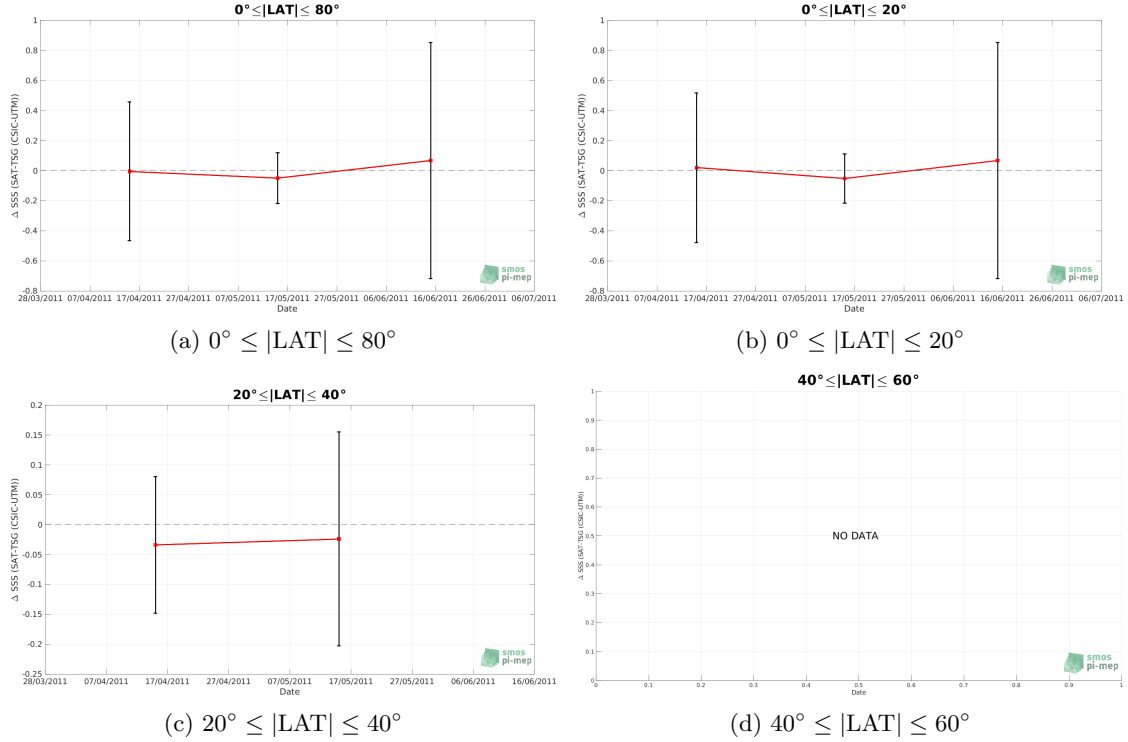 0°≤|LAT|≤ 80°
Δ SSS (SAT-TSG (CSIC-UTM))
1
0.8
0.6
0.4
0.2
0
-0.2
-0.4
-0.6
-0.8
28/03/2011 07/04/2011 17/04/2011 27/04/2011 07/05/2011 17/05/2011 27/05/2011 06/06/2011 16/06/2011 26/06/2011 06/07/2011
Date
smos
pi-mep
(a) 0° ≤ |LAT| ≤ 80°
0°≤|LAT|≤ 20°
Δ SSS (SAT-TSG (CSIC-UTM))
1
0.8
0.6
0.4
0.2
0
-0.2
-0.4
-0.6
-0.8
28/03/2011 07/04/2011 17/04/2011 27/04/2011 07/05/2011 17/05/2011 27/05/2011 06/06/2011 16/06/2011 26/06/2011 06/07/2011
Date
smos
pi-mep
(b) 0° ≤ |LAT| ≤ 20°
20°≤|LAT|≤ 40°
Δ SSS (SAT-TSG (CSIC-UTM))
0.2
0.15
0.1
0.05
0
-0.05
-0.1
-0.15
-0.2
-0.25
28/03/2011 07/04/2011 17/04/2011 27/04/2011 07/05/2011 17/05/2011 27/05/2011 06/06/2011 16/06/2011
Date
smos
pi-mep
(c) 20° ≤ |LAT| ≤ 40°
40°≤|LAT|≤ 60°
Δ SSS (SAT-TSG (CSIC-UTM))
1
0.9
0.8
0.7
0.6
0.5
0.4
0.3
0.2
0.1
0
NO DATA
0 0.1 0.2 0.3 0.4 0.5 0.6 0.7 0.8 0.9 1
Date
smos
pi-mep
(d) 40° ≤ |LAT| ≤ 60°